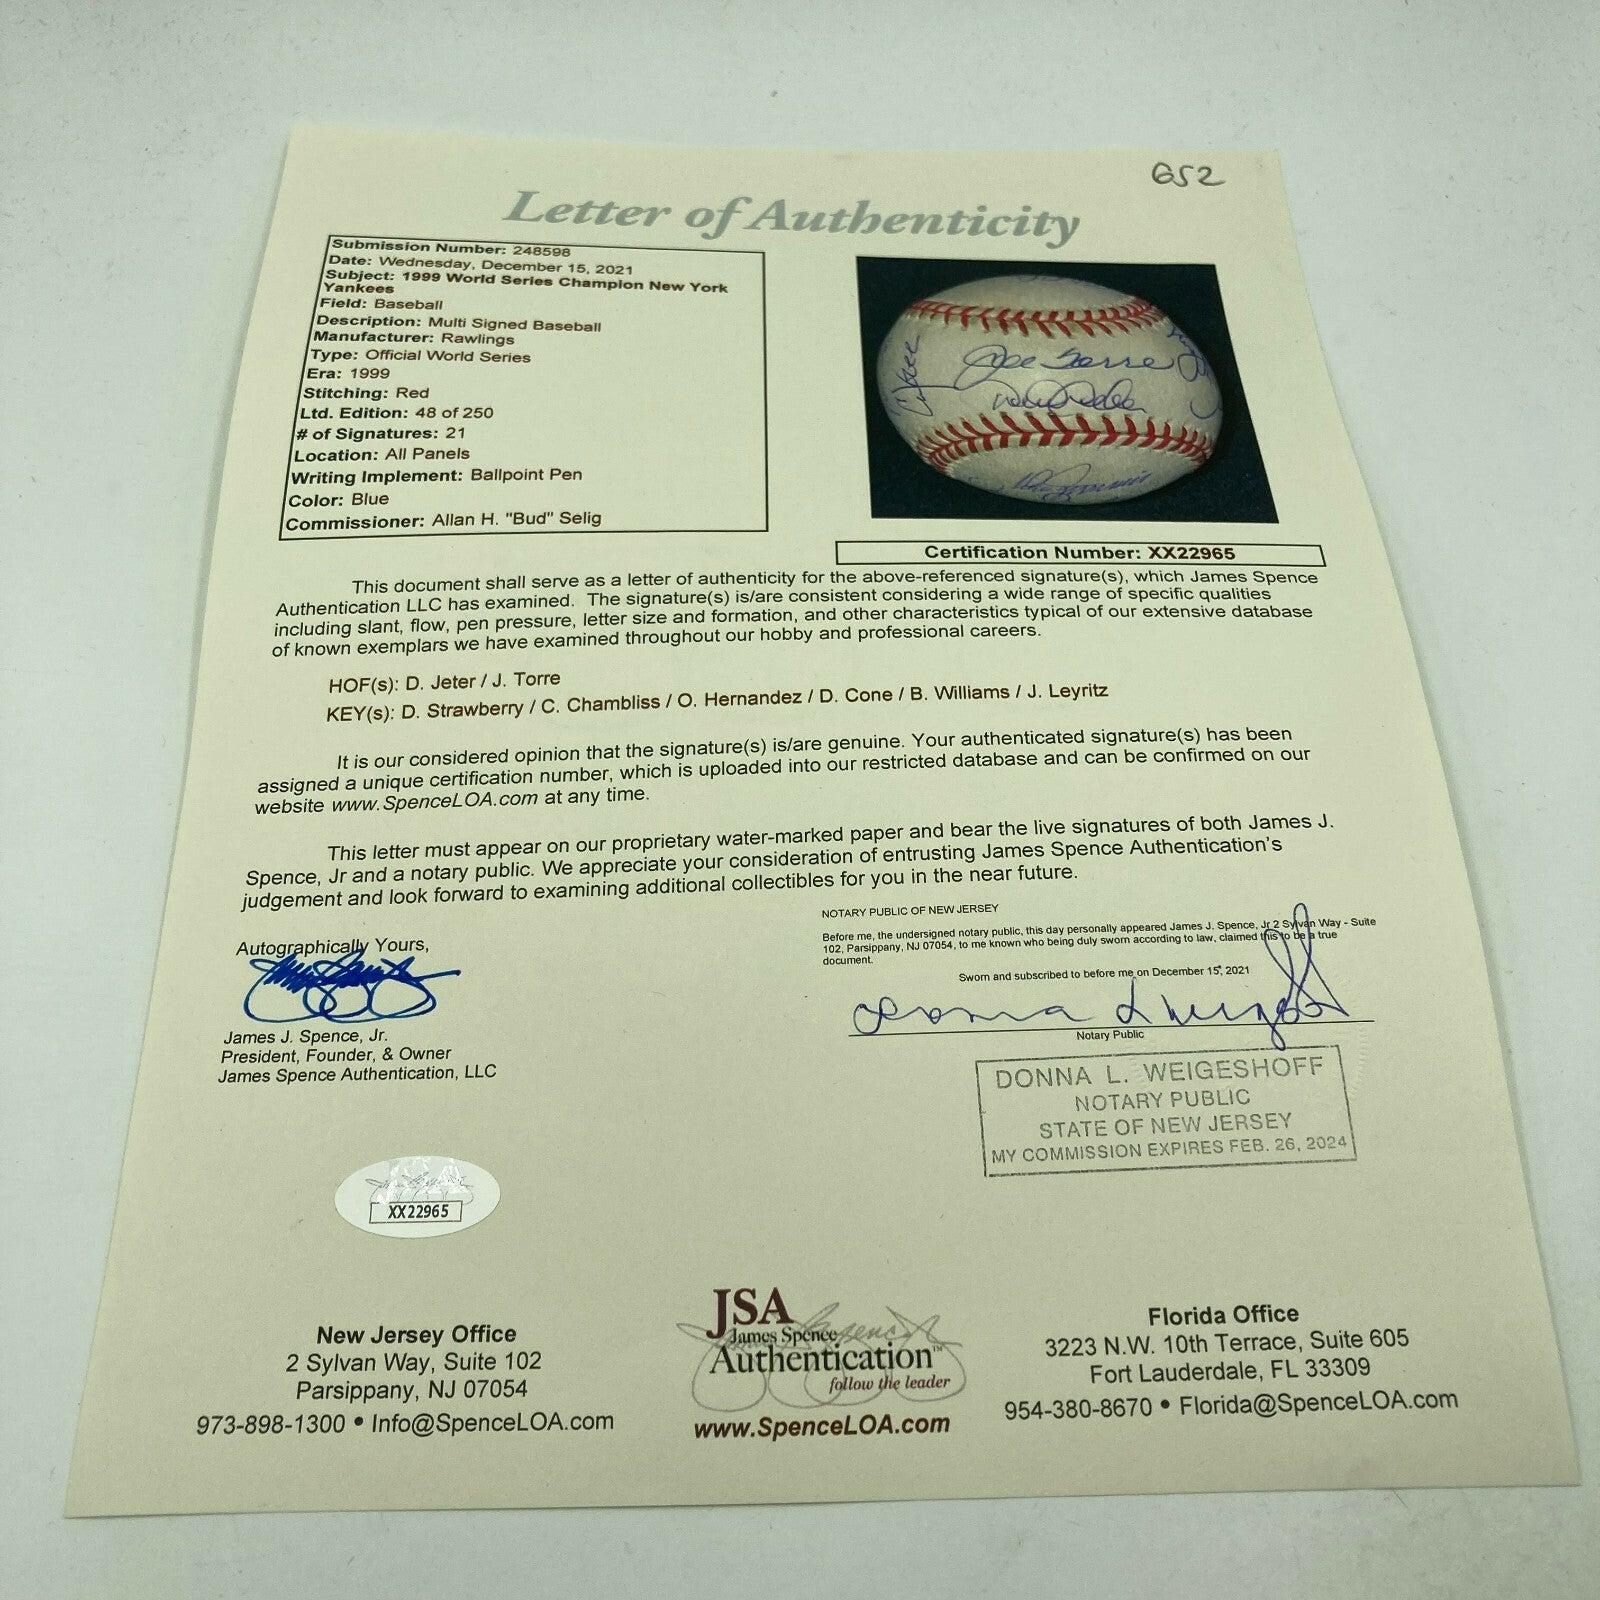 GS2
Letter of Authenticity
Submission Number: 248598
Date: Wednesday, December 15, 2021
Subject: 1999 World Series Champion New York
Yankees
Field: Baseball
Description: Multi Signed Baseball
Manufacturer: Rawlings
Type: Official World Series
Era: 1999
Stitching: Red
Ltd. Edition: 48 of 250
# of Signatures: 21
Location: All Panels
Writing Implement: Ballpoint Pen
Color: Blue
Commissioner: Allan H. "Bud" Selig
Joe Torre
Certification Number: XX22965
This document shall serve as a letter of authenticity for the above-referenced signature(s), which James Spence
Authentication LLC has examined. The signature(s) is/are consistent considering a wide range of specific qualities
including slant, flow, pen pressure, letter size and formation, and other characteristics typical of our extensive database
of known exemplars we have examined throughout our hobby and professional careers.
HOF(s): D. Jeter / J. Torre
KEY(s): D. Strawberry / C. Chambliss / O. Hernandez / D. Cone / B. Williams / J. Leyritz
It is our considered opinion that the signature(s) is/are genuine. Your authenticated signature(s) has been
assigned a unique certification number, which is uploaded into our restricted database and can be confirmed on our
website www.SpenceLOA.com at any time.
This letter must appear on our proprietary water-marked paper and bear the live signatures of both James J.
Spence, Jr and a notary public. We appreciate your consideration of entrusting James Spence Authentication's
judgement and look forward to examining additional collectibles for you in the near future.
NOTARY PUBLIC OF NEW JERSEY
Before me, the undersigned notary public, this day personally appeared James J. Spence, Jr 2 Sylvan Way - Suite
102, Parsippany, NJ 07054, to me known who being duly sworn according to law, claimed this to be a true
document.
Sworn and subscribed to before me on December 15, 2021
Donna L Weigeshoff
Notary Public
DONNA L. WEIGESHOFF
NOTARY PUBLIC
STATE OF NEW JERSEY
MY COMMISSION EXPIRES FEB. 26, 2024
Autographically Yours,
James J. Spence, Jr.
President, Founder, & Owner
James Spence Authentication, LLC
JSA
XX22965
New Jersey Office
2 Sylvan Way, Suite 102
Parsippany, NJ 07054
973-898-1300 • Info@SpenceLOA.com
JSA
James Spence
Authentication™
follow the leader
www.SpenceLOA.com
Florida Office
3223 N.W. 10th Terrace, Suite 605
Fort Lauderdale, FL 33309
954-380-8670 • Florida@SpenceLOA.com